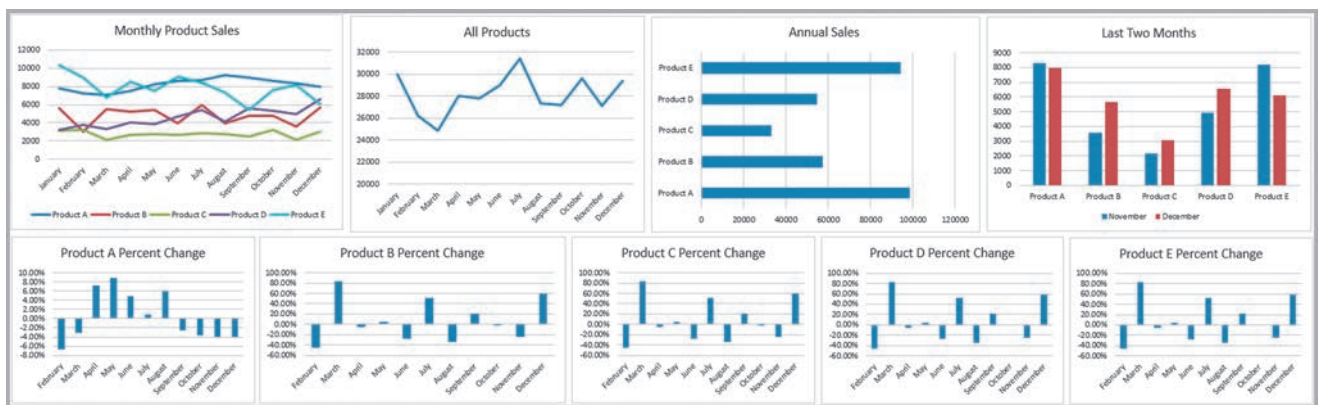 Monthly Product Sales
12000
10000
8000
6000
4000
2000
0
January
February
March
April
May
June
July
August
September
October
November
December
Product A Product B Product C Product D Product E
All Products
32000
30000
28000
26000
24000
22000
20000
January
February
March
April
May
June
July
August
September
October
November
December
Annual Sales
Product E
Product D
Product C
Product B
Product A
0 20000 40000 60000 80000 100000 120000
Last Two Months
9000
8000
7000
6000
5000
4000
3000
2000
1000
0
Product A Product B Product C Product D Product E
November December
Product A Percent Change
10.00%
8.00%
6.00%
4.00%
2.00%
0.00%
-2.00%
-4.00%
-6.00%
-8.00%
February
March
April
May
June
July
August
September
October
November
December
Product B Percent Change
100.00%
80.00%
60.00%
40.00%
20.00%
0.00%
-20.00%
-40.00%
-60.00%
February
March
April
May
June
July
August
September
October
November
December
Product C Percent Change
100.00%
80.00%
60.00%
40.00%
20.00%
0.00%
-20.00%
-40.00%
-60.00%
February
March
April
May
June
July
August
September
October
November
December
Product D Percent Change
100.00%
80.00%
60.00%
40.00%
20.00%
0.00%
-20.00%
-40.00%
-60.00%
February
March
April
May
June
July
August
September
October
November
December
Product E Percent Change
100.00%
80.00%
60.00%
40.00%
20.00%
0.00%
-20.00%
-40.00%
-60.00%
February
March
April
May
June
July
August
September
October
November
December